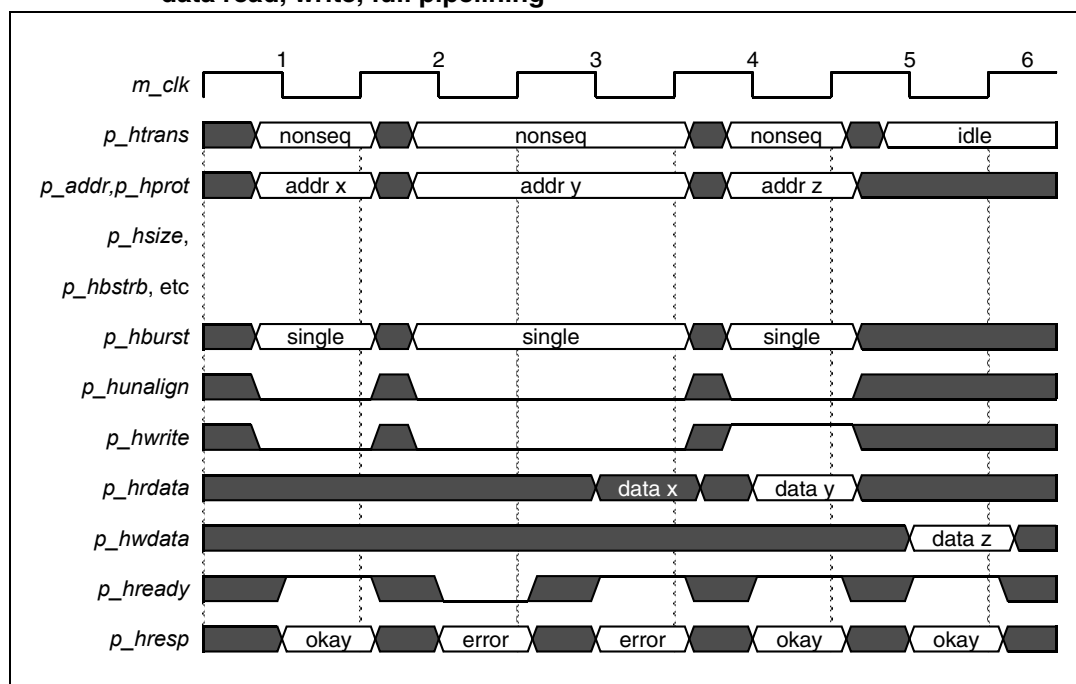 data read, write, full pipelining
1 2 3 4 5 6
m_clk
p_htrans nonseq nonseq nonseq idle
p_addr,p_hprot addr x addr y addr z
p_hsize,
p_hbstrb, etc
p_hburst single single single
p_hunalign
p_hwrite
p_hrdata data x data y
p_hwdata data z
p_hready
p_hresp okay error error okay okay